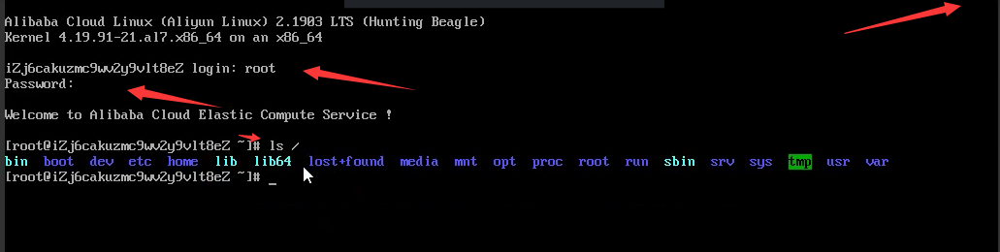 Alibaba Cloud Linux (Aliyun Linux) 2.1903 LTS (Hunting Beagle)
Kernel 4.19.91-21.al7.x86_64 on an x86_64
iZj6cakuzmc9wv2y9vlt8eZ login: root
Password:
Welcome to Alibaba Cloud Elastic Compute Service !
[root@iZj6cakuzmc9wv2y9vlt8eZ ~]# ls /
bin boot dev etc home lib lib64 lost+found media mnt opt proc root run sbin srv sys tmp usr var
[root@iZj6cakuzmc9wv2y9vlt8eZ ~]# _